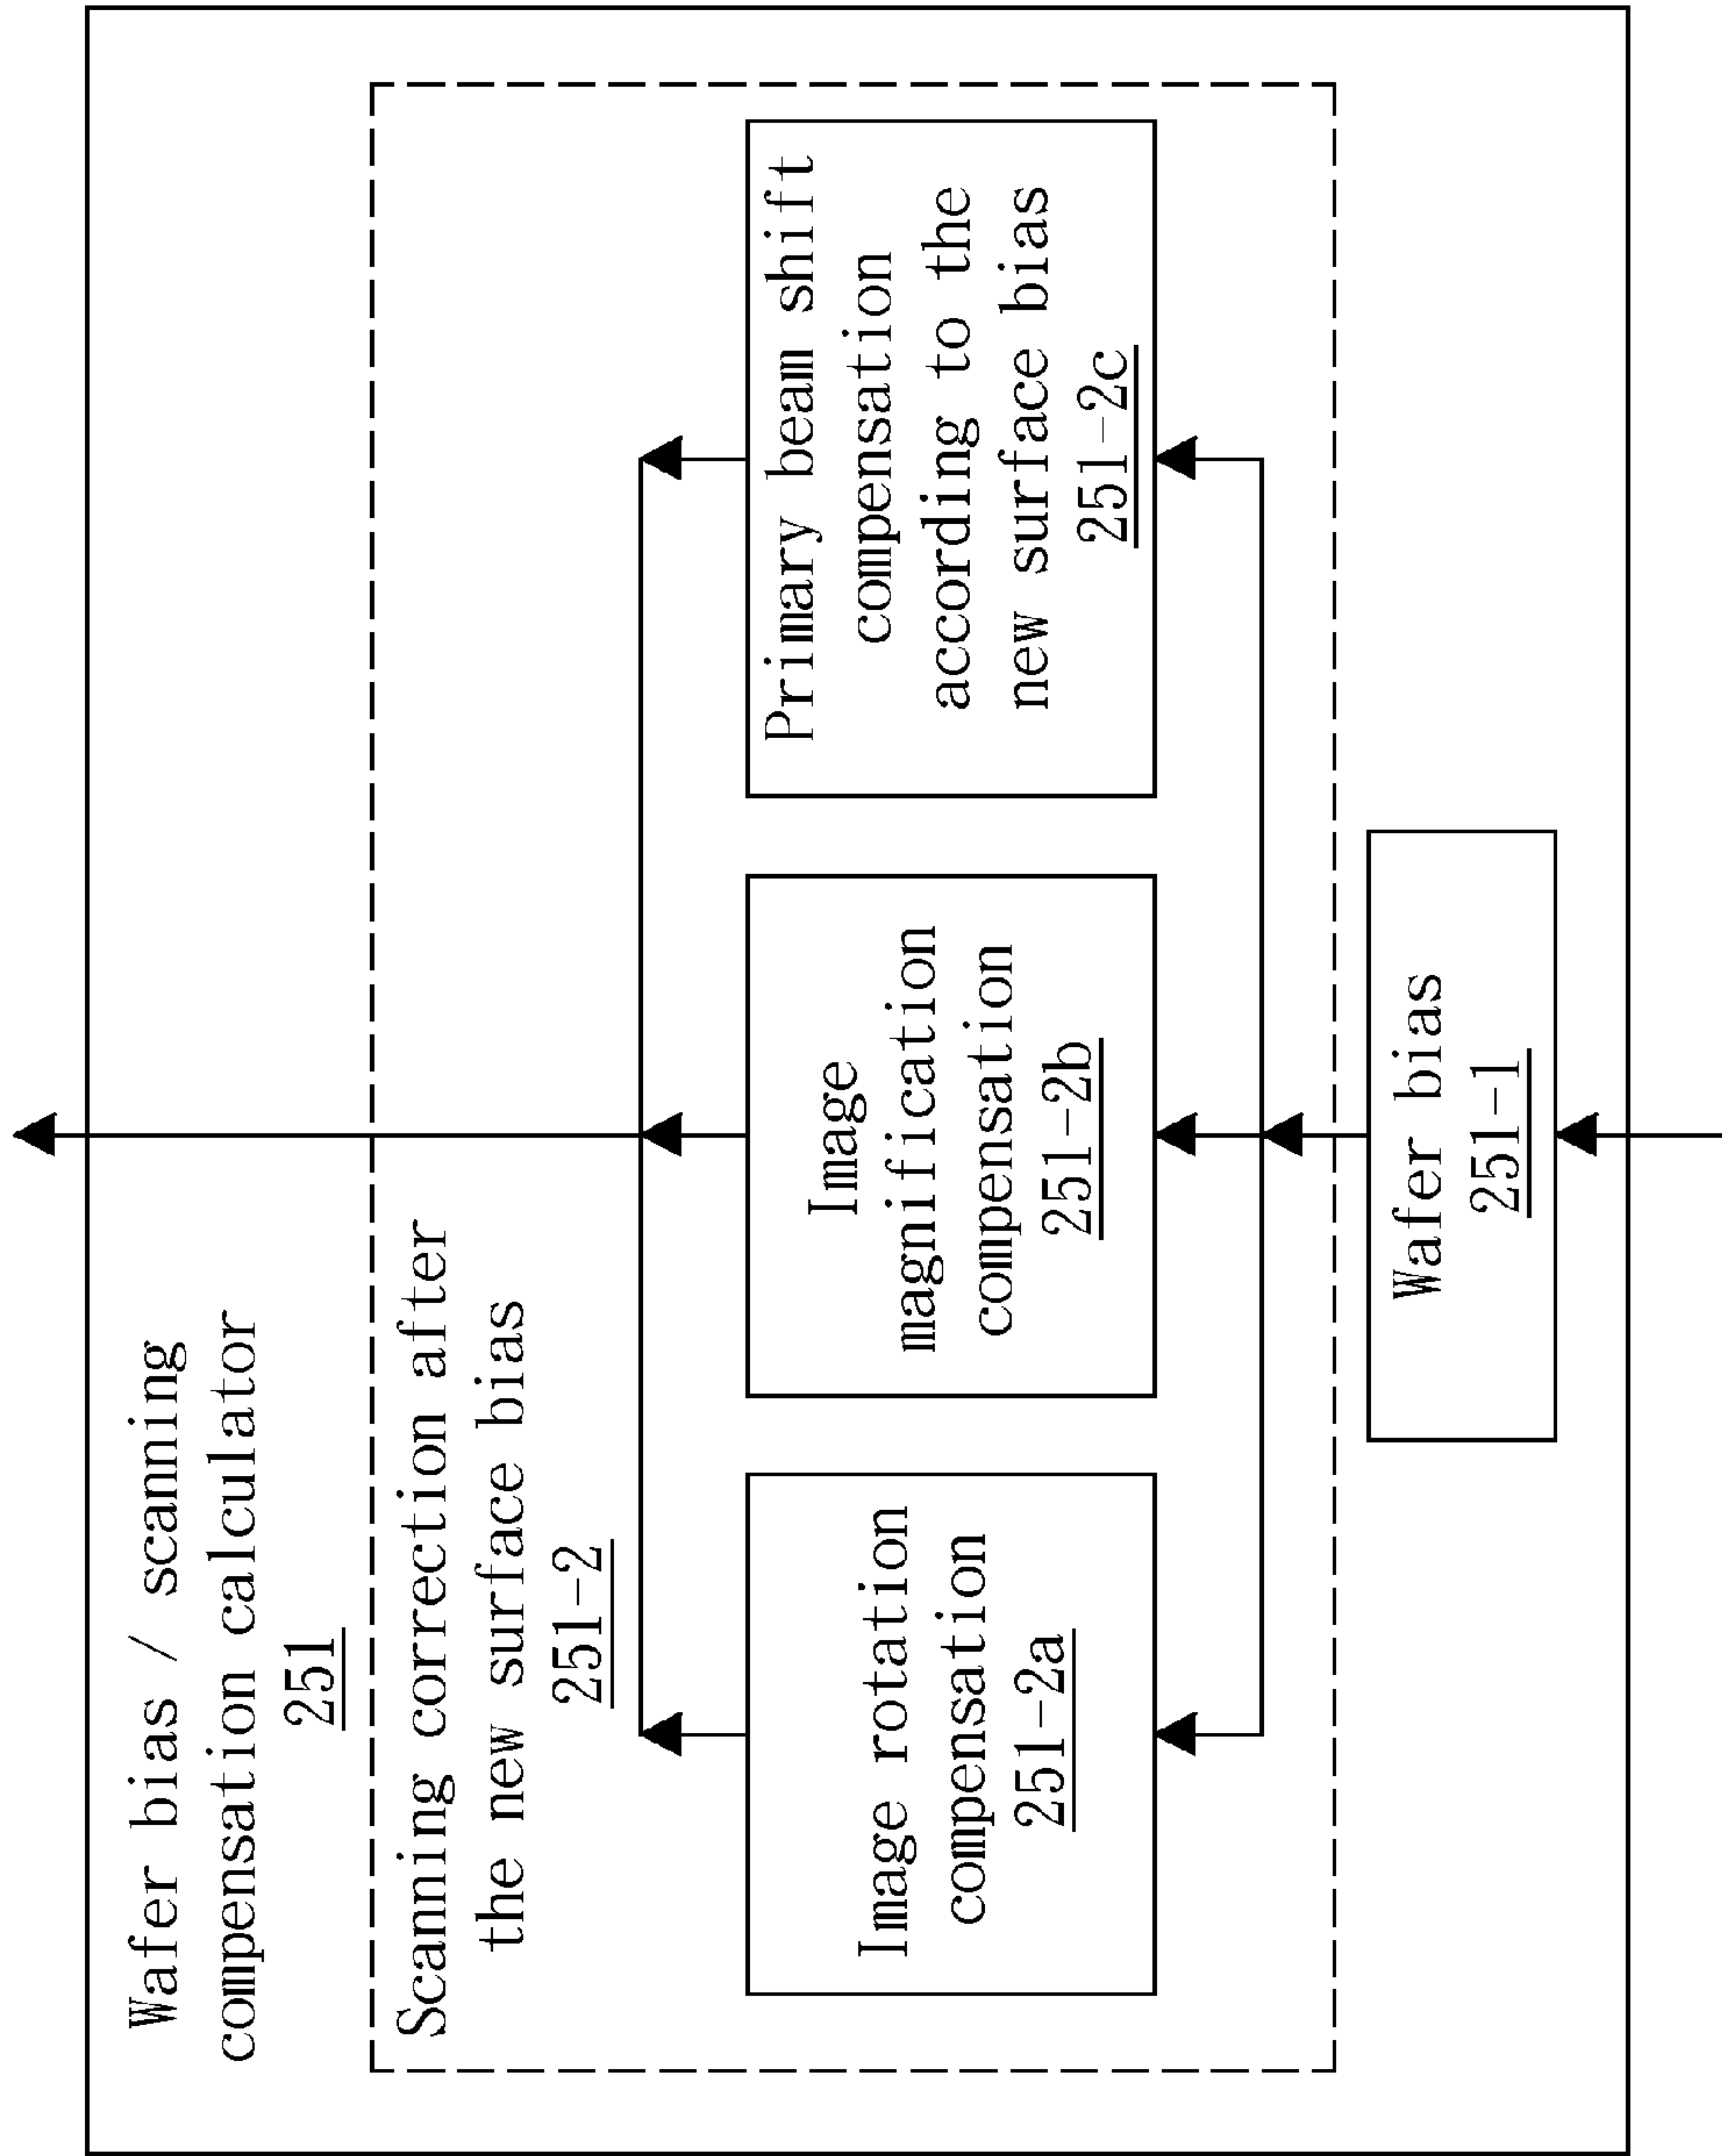 Wafer bias / scanning
compensation calculator
251
Scanning correction after
the new surface bias
251-2
Image rotation
compensation
251-2a
Image
magnification
compensation
251-2b
Primary beam shift
compensation
according to the
new surface bias
251-2c
Wafer bias
251-1